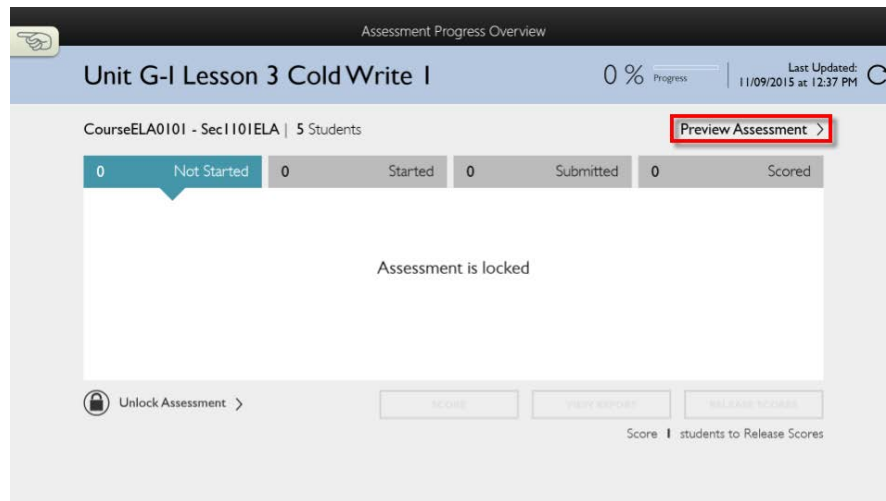 Assessment Progress Overview
Unit G-I Lesson 3 Cold Write I
0 % Progress
Last Updated:
11/09/2015 at 12:37 PM
CourseELA0101 - Sec1101ELA | 5 Students
Preview Assessment >
0 Not Started 0 Started 0 Submitted 0 Scored
Assessment is locked
Unlock Assessment >
SCORE VIEW REPORT RELEASE SCORES
Score I students to Release Scores